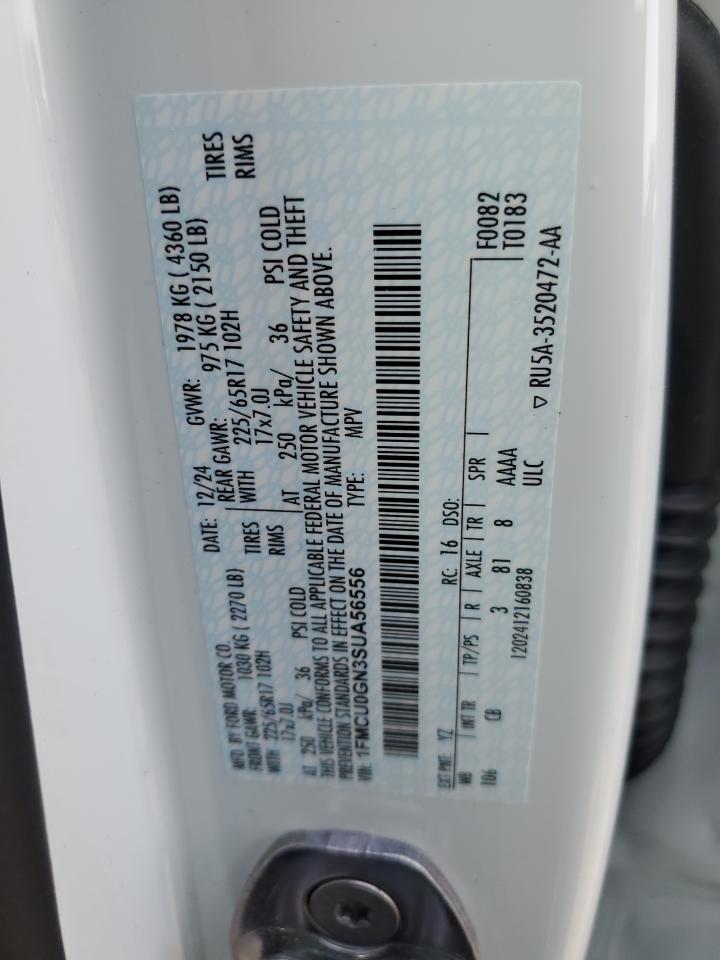 MFD. BY FORD MOTOR CO. DATE: 12/24 GVWR: 1978 KG ( 4360 LB)
FRONT GAWR: 1030 KG ( 2270 LB) REAR GAWR: 975 KG ( 2150 LB)
WITH 225/65R17 102H TIRES WITH 225/65R17 102H TIRES
17x7.0J RIMS 17x7.0J RIMS
AT 250 kPa/ 36 PSI COLD AT 250 kPa/ 36 PSI COLD
THIS VEHICLE CONFORMS TO ALL APPLICABLE FEDERAL MOTOR VEHICLE SAFETY AND THEFT
PREVENTION STANDARDS IN EFFECT ON THE DATE OF MANUFACTURE SHOWN ABOVE.
VIN: 1FMCU0GN3SUA56556 TYPE: MPV
EXT PNT: YZ RC: 16 DSO:
WB INT TR TP/PS R AXLE TR SPR F0082
106 CB 3 81 8 AAAA T0183
1202412160838 ULC
▽ RU5A-3520472-AA